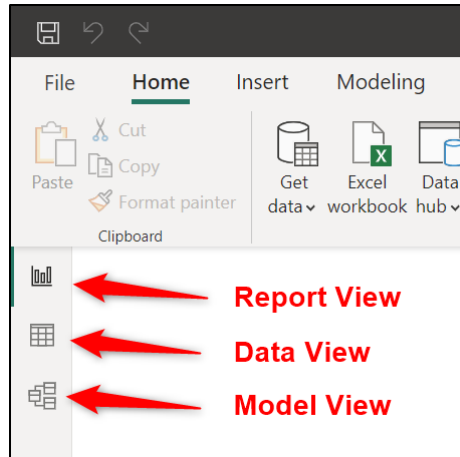 File Home Insert Modeling
Paste
Cut
Copy
Format painter
Clipboard
Get data
Excel workbook
Data hub
Report View
Data View
Model View